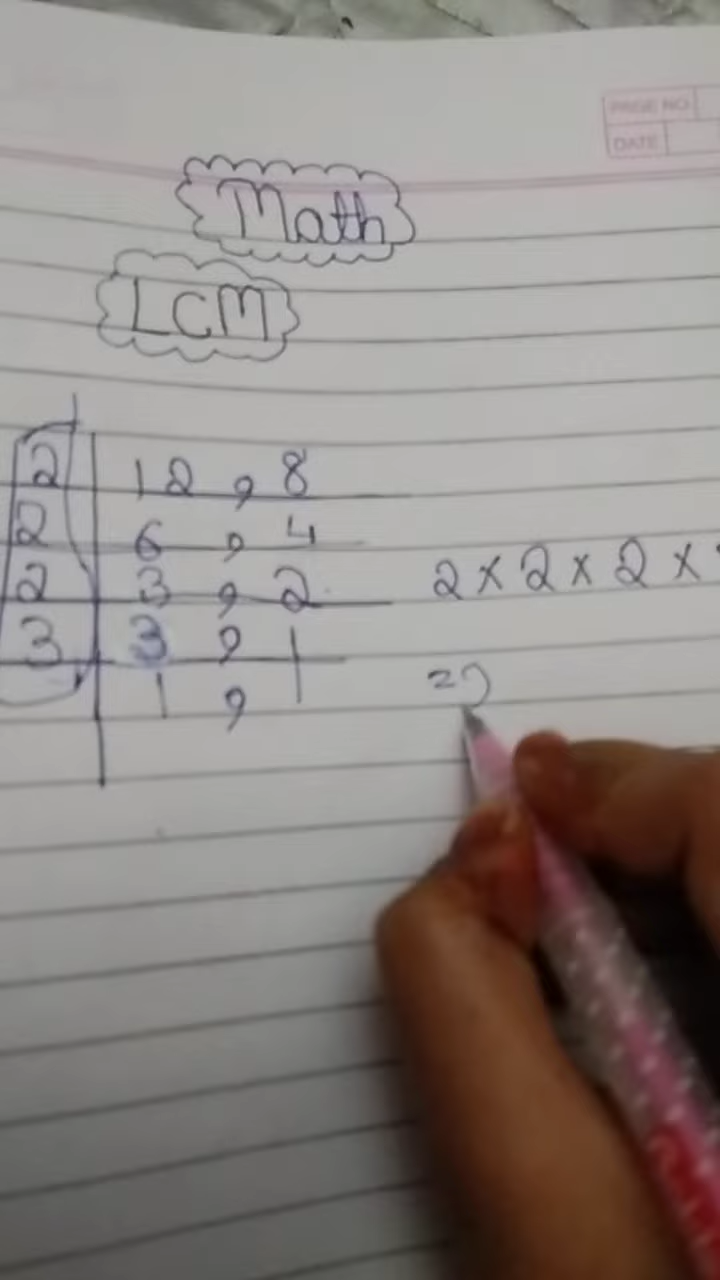 PAGE NO
DATE
Math
LCM
2 12 , 8
2 6 , 4
2 3 , 2 2 × 2 × 2 ×
3 3 , 1
1 , 1 =